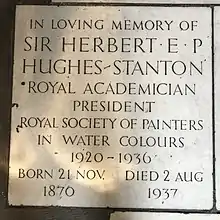 IN LOVING MEMORY OF
SIR HERBERT · E · P
HUGHES-STANTON
ROYAL ACADEMICIAN
PRESIDENT
ROYAL SOCIETY OF PAINTERS
IN WATER COLOURS
1920-1936
BORN 21 NOV. DIED 2 AUG
1870 1937